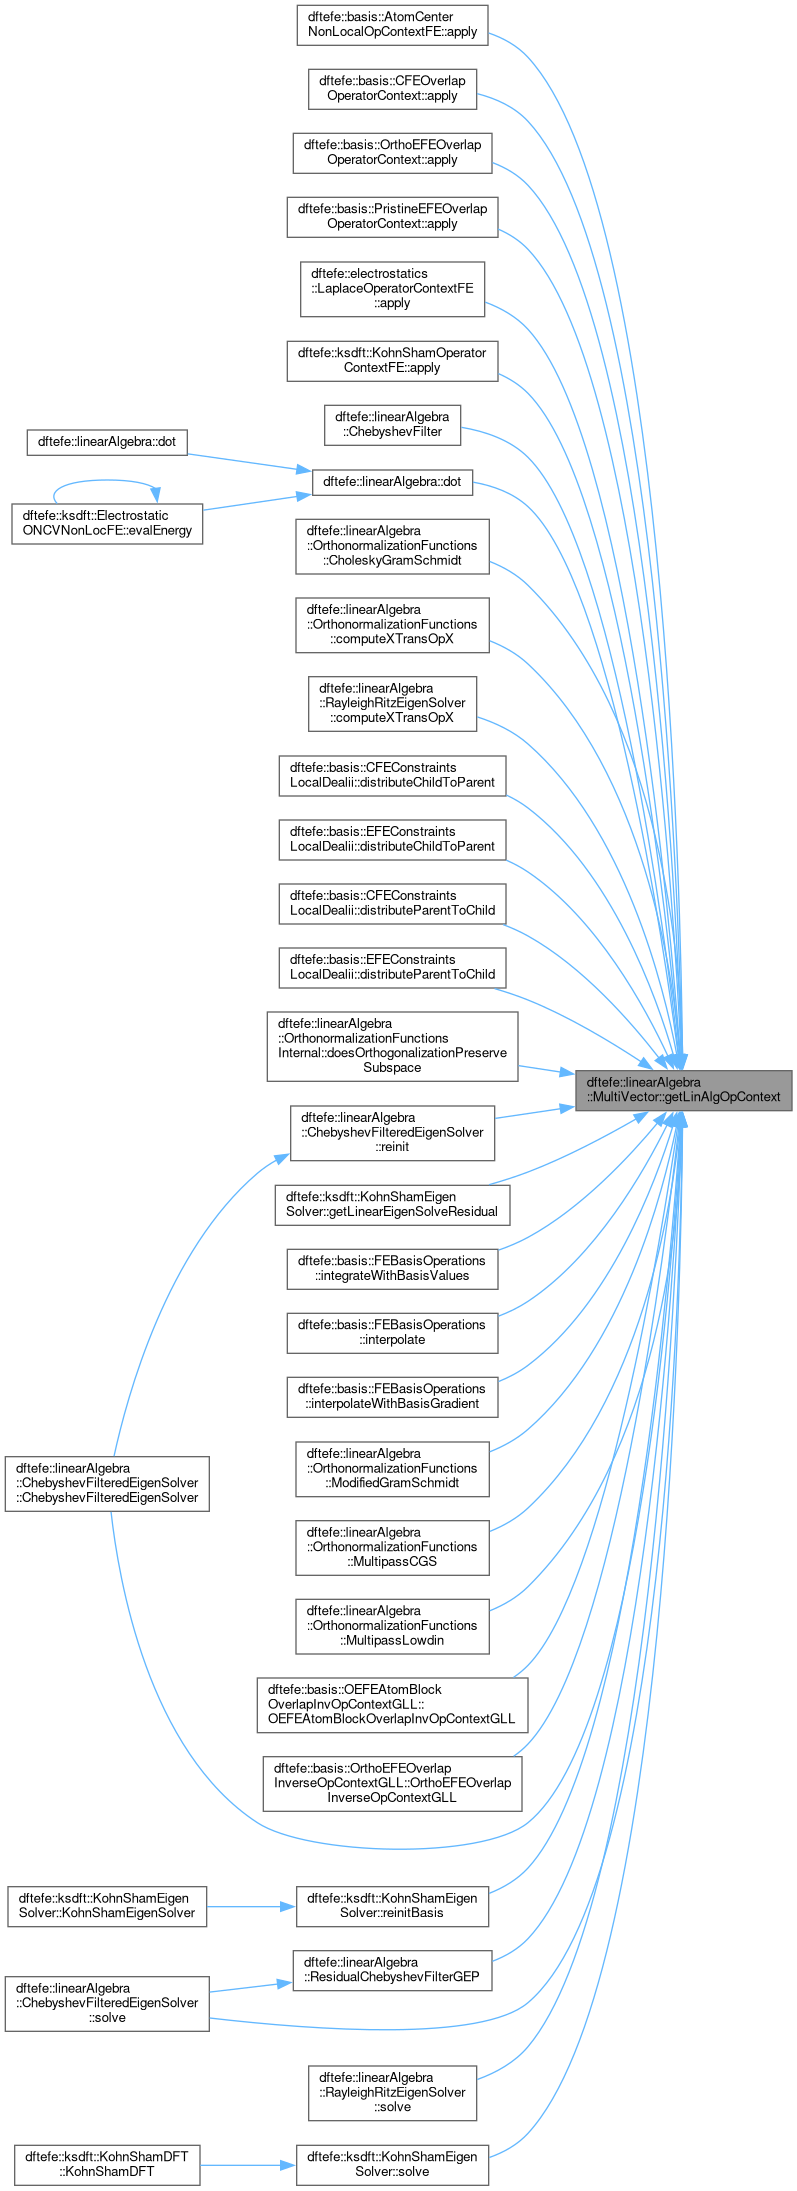 dftefe::basis::AtomCenter
NonLocalOpContextFE::apply
dftefe::basis::CFEOverlap
OperatorContext::apply
dftefe::basis::OrthoEFEOverlap
OperatorContext::apply
dftefe::basis::PristineEFEOverlap
OperatorContext::apply
dftefe::electrostatics
::LaplaceOperatorContextFE
::apply
dftefe::ksdft::KohnShamOperator
ContextFE::apply
dftefe::linearAlgebra
::ChebyshevFilter
dftefe::linearAlgebra::dot
dftefe::linearAlgebra::dot
dftefe::ksdft::Electrostatic
ONCVNonLocFE::evalEnergy
dftefe::linearAlgebra
::OrthonormalizationFunctions
::CholeskyGramSchmidt
dftefe::linearAlgebra
::OrthonormalizationFunctions
::computeXTransOpX
dftefe::linearAlgebra
::RayleighRitzEigenSolver
::computeXTransOpX
dftefe::basis::CFEConstraints
LocalDealii::distributeChildToParent
dftefe::basis::EFEConstraints
LocalDealii::distributeChildToParent
dftefe::basis::CFEConstraints
LocalDealii::distributeParentToChild
dftefe::basis::EFEConstraints
LocalDealii::distributeParentToChild
dftefe::linearAlgebra
::OrthonormalizationFunctions
Internal::doesOrthogonalizationPreserve
Subspace
dftefe::linearAlgebra
::MultiVector::getLinAlgOpContext
dftefe::linearAlgebra
::ChebyshevFilteredEigenSolver
::reinit
dftefe::ksdft::KohnShamEigen
Solver::getLinearEigenSolveResidual
dftefe::basis::FEBasisOperations
::integrateWithBasisValues
dftefe::basis::FEBasisOperations
::interpolate
dftefe::basis::FEBasisOperations
::interpolateWithBasisGradient
dftefe::linearAlgebra
::OrthonormalizationFunctions
::ModifiedGramSchmidt
dftefe::linearAlgebra
::ChebyshevFilteredEigenSolver
::ChebyshevFilteredEigenSolver
dftefe::linearAlgebra
::OrthonormalizationFunctions
::MultipassCGS
dftefe::linearAlgebra
::OrthonormalizationFunctions
::MultipassLowdin
dftefe::basis::OEFEAtomBlock
OverlapInvOpContextGLL::
OEFEAtomBlockOverlapInvOpContextGLL
dftefe::basis::OrthoEFEOverlap
InverseOpContextGLL::OrthoEFEOverlap
InverseOpContextGLL
dftefe::ksdft::KohnShamEigen
Solver::KohnShamEigenSolver
dftefe::ksdft::KohnShamEigen
Solver::reinitBasis
dftefe::linearAlgebra
::ResidualChebyshevFilterGEP
dftefe::linearAlgebra
::ChebyshevFilteredEigenSolver
::solve
dftefe::linearAlgebra
::RayleighRitzEigenSolver
::solve
dftefe::ksdft::KohnShamDFT
::KohnShamDFT
dftefe::ksdft::KohnShamEigen
Solver::solve